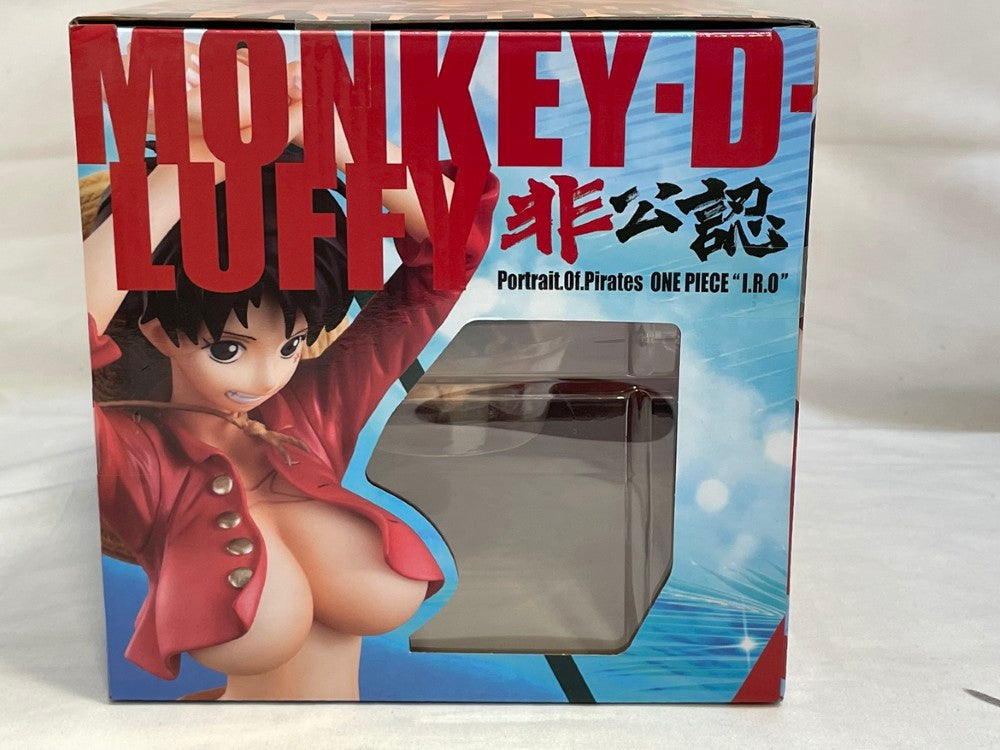 MONKEY·D·
LUFFY
非公認
Portrait.Of.Pirates ONE PIECE "I.R.O"